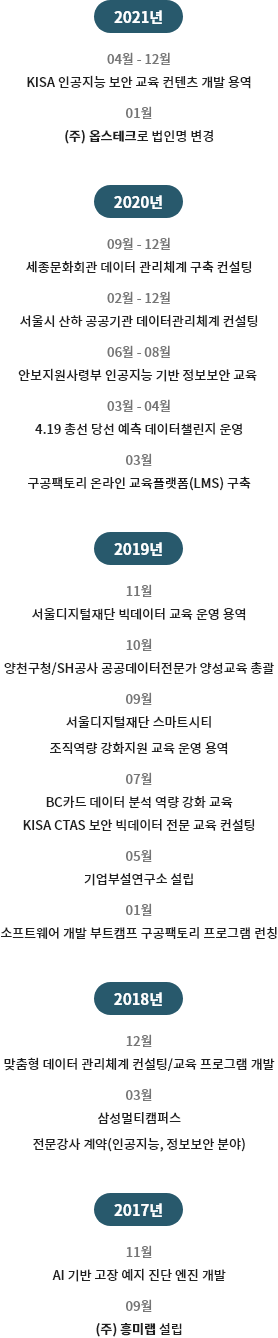 2021년
04월 - 12월
KISA 인공지능 보안 교육 컨텐츠 개발 용역
01월
(주) 옵스테크로 법인명 변경
2020년
09월 - 12월
세종문화회관 데이터 관리체계 구축 컨설팅
02월 - 12월
서울시 산하 공공기관 데이터관리체계 컨설팅
06월 - 08월
안보지원사령부 인공지능 기반 정보보안 교육
03월 - 04월
4.19 총선 당선 예측 데이터챌린지 운영
03월
구공팩토리 온라인 교육플랫폼(LMS) 구축
2019년
11월
서울디지털재단 빅데이터 교육 운영 용역
10월
양천구청/SH공사 공공데이터전문가 양성교육 총괄
09월
서울디지털재단 스마트시티
조직역량 강화지원 교육 운영 용역
07월
BC카드 데이터 분석 역량 강화 교육
KISA CTAS 보안 빅데이터 전문 교육 컨설팅
05월
기업부설연구소 설립
01월
소프트웨어 개발 부트캠프 구공팩토리 프로그램 런칭
2018년
12월
맞춤형 데이터 관리체계 컨설팅/교육 프로그램 개발
03월
삼성멀티캠퍼스
전문강사 계약(인공지능, 정보보안 분야)
2017년
11월
AI 기반 고장 예지 진단 엔진 개발
09월
(주) 흥미랩 설립